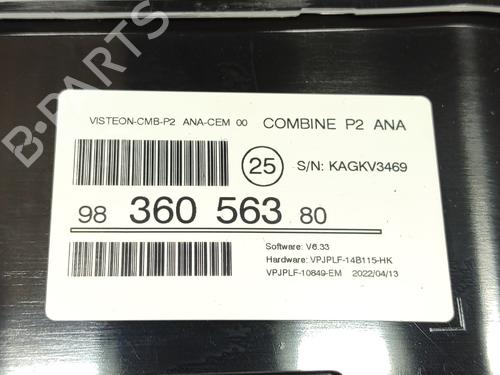 VISTEON-CMB-P2 ANA-CEM 00 COMBINE P2 ANA
25 S/N: KAGKV3469
98 360 563 80
Software: V6.33
Hardware: VPJPLF-14B115-HK
VPJPLF-10849-EM 2022/04/13
B-PARTS